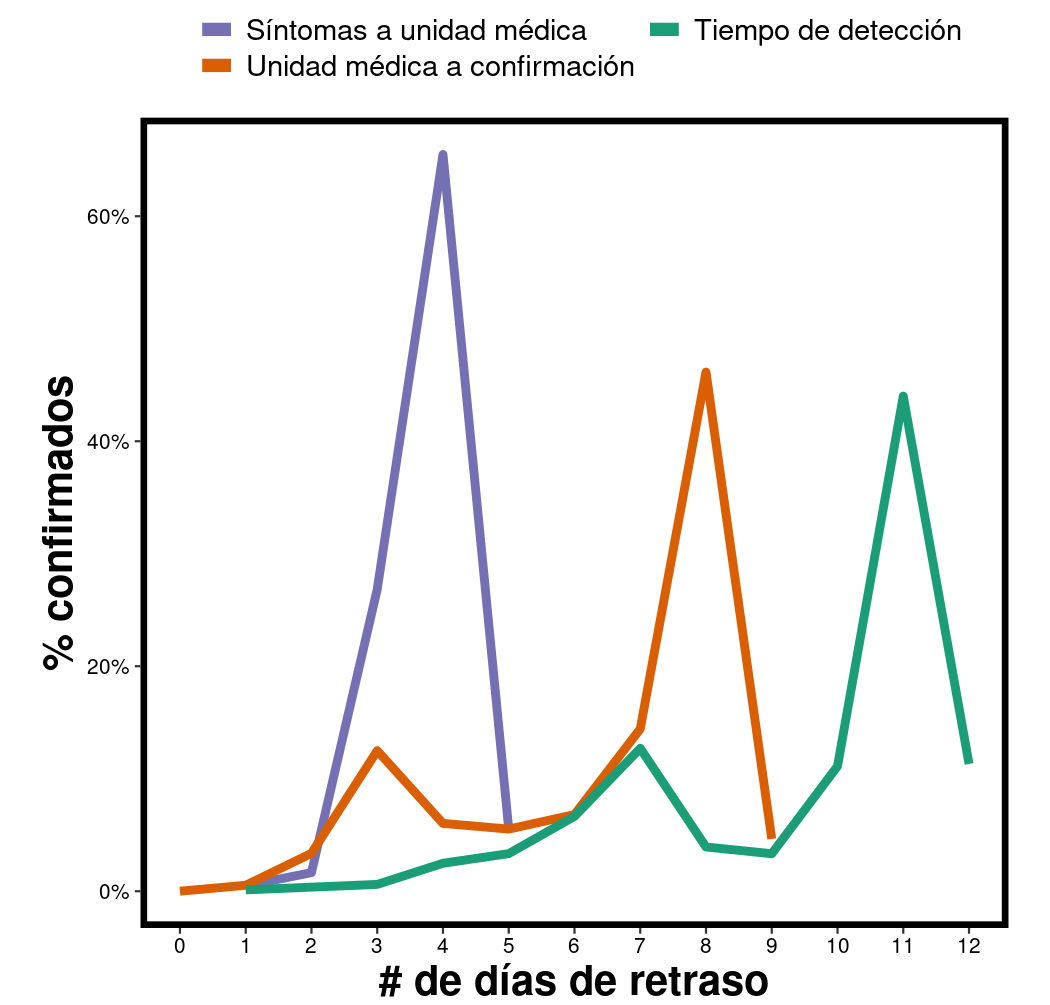 Síntomas a unidad médica
Tiempo de detección
Unidad médica a confirmación
% confirmados
60%
40%
20%
0%
0 1 2 3 4 5 6 7 8 9 10 11 12
# de días de retraso